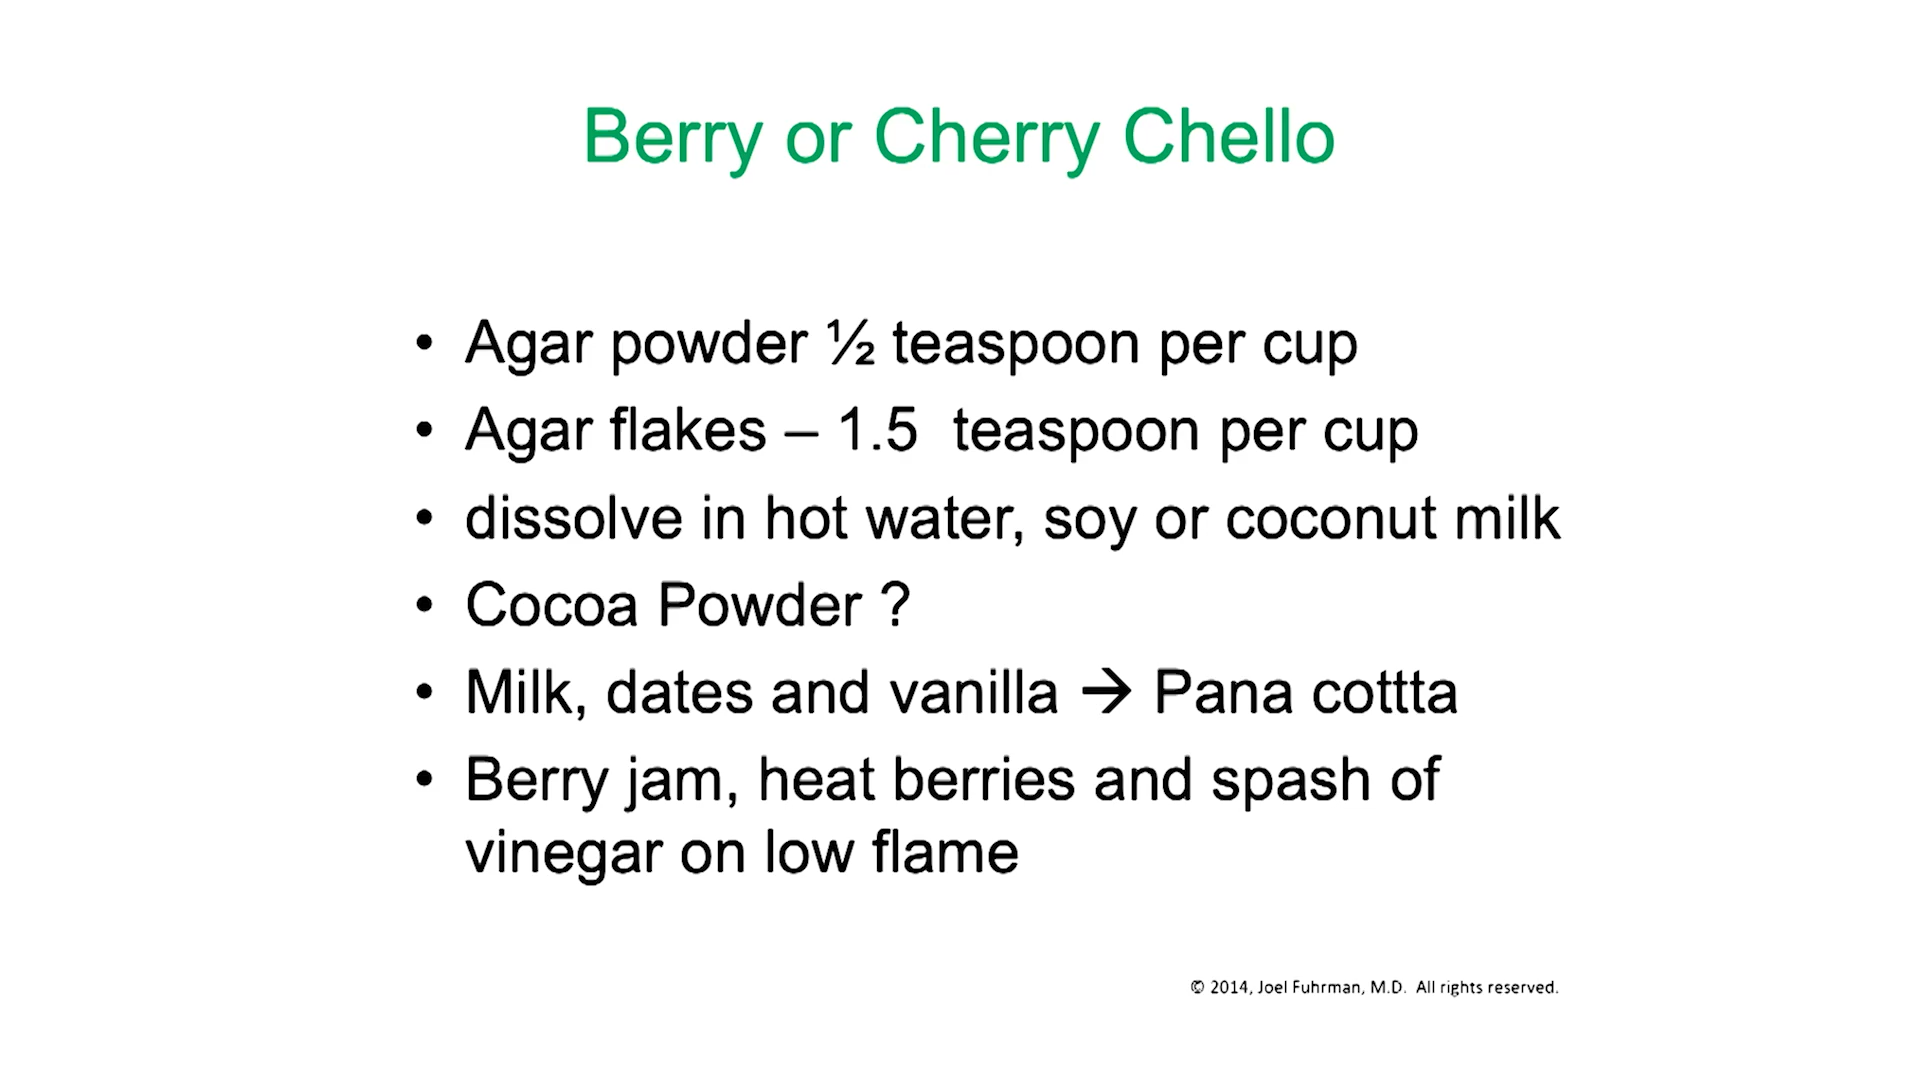 Berry or Cherry Chello
• Agar powder ½ teaspoon per cup
• Agar flakes – 1.5  teaspoon per cup
• dissolve in hot water, soy or coconut milk
• Cocoa Powder ?
• Milk, dates and vanilla → Pana cottta
• Berry jam, heat berries and spash of
vinegar on low flame
© 2014, Joel Fuhrman, M.D.  All rights reserved.